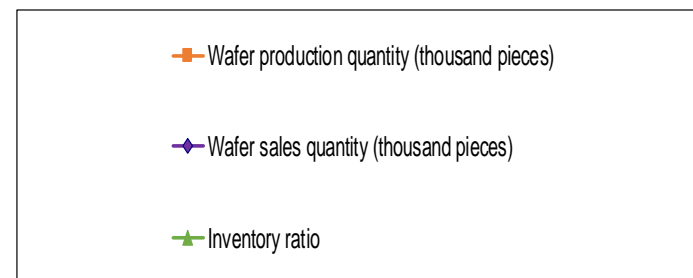 Wafer production quantity (thousand pieces)
Wafer sales quantity (thousand pieces)
Inventory ratio